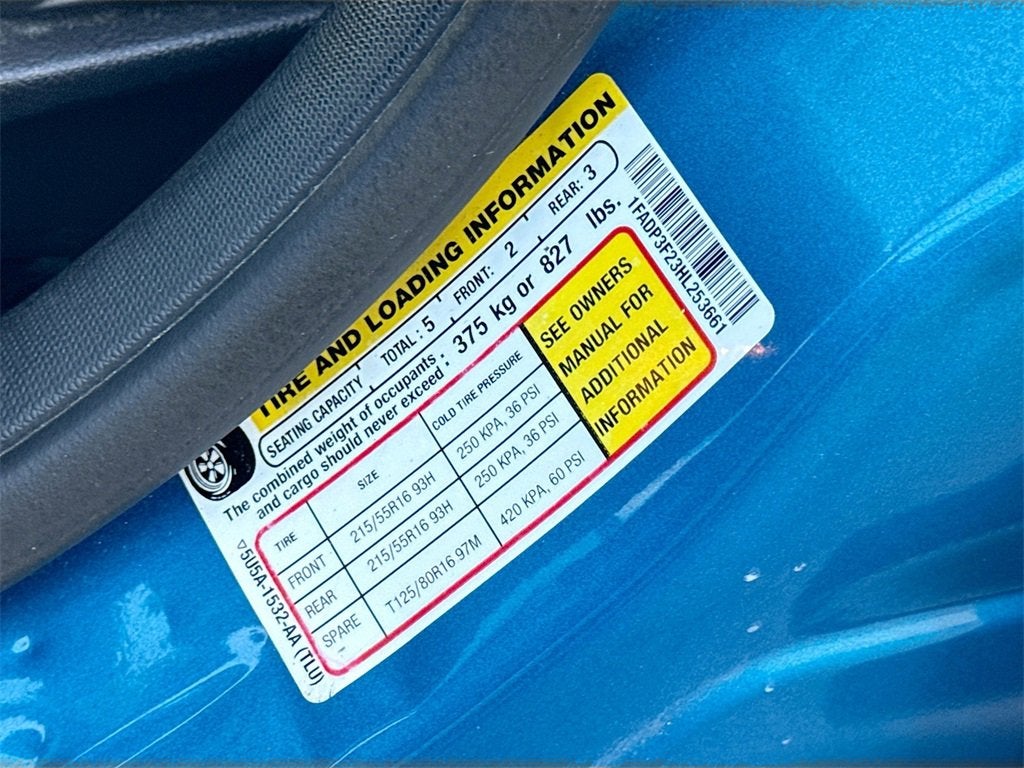 TIRE AND LOADING INFORMATION
SEATING CAPACITY TOTAL: 5 FRONT: 2 REAR: 3
The combined weight of occupants
and cargo should never exceed : 375 kg or 827 lbs.
TIRE SIZE COLD TIRE PRESSURE
FRONT 215/55R16 93H 250 KPA, 36 PSI
REAR 215/55R16 93H 250 KPA, 36 PSI
SPARE T125/80R16 97M 420 KPA, 60 PSI
SEE OWNERS
MANUAL FOR
ADDITIONAL
INFORMATION
1FADP3F23HL253661
5U5A-1532-AA (TLU)